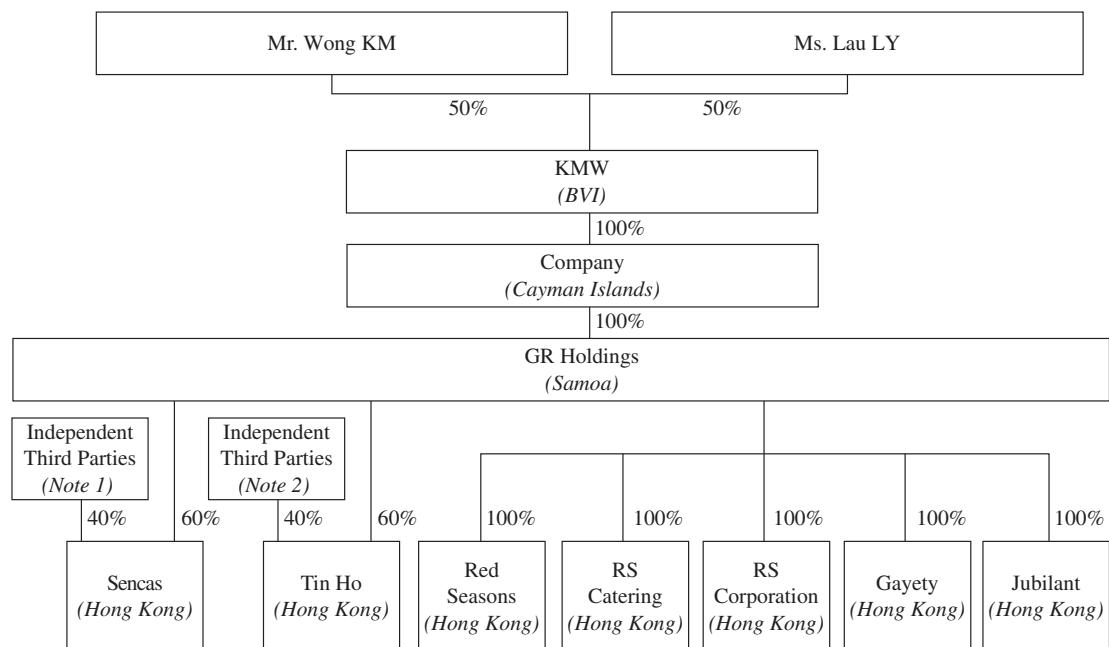 Mr. Wong KM
Ms. Lau LY
50%
50%
KMW
(BVI)
100%
Company
(Cayman Islands)
100%
GR Holdings
(Samoa)
Independent
Third Parties
(Note 1)
Independent
Third Parties
(Note 2)
40%
60%
40%
60%
100%
100%
100%
100%
100%
Sencas
(Hong Kong)
Tin Ho
(Hong Kong)
Red
Seasons
(Hong Kong)
RS
Catering
(Hong Kong)
RS
Corporation
(Hong Kong)
Gayety
(Hong Kong)
Jubilant
(Hong Kong)